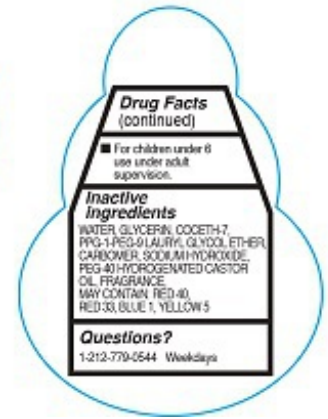 Drug Facts
(continued)
■ For children under 6
use under adult
supervision.
Inactive
ingredients
WATER, GLYCERIN, COCETH-7,
PPG-1-PEG-9 LAURYL GLYCOL ETHER,
CARBOMER, SODIUM HYDROXIDE,
PEG-40 HYDROGENATED CASTOR
OIL, FRAGRANCE,
MAY CONTAIN: RED 40,
RED 33, BLUE 1, YELLOW 5
Questions?
1-212-779-0544 Weekdays